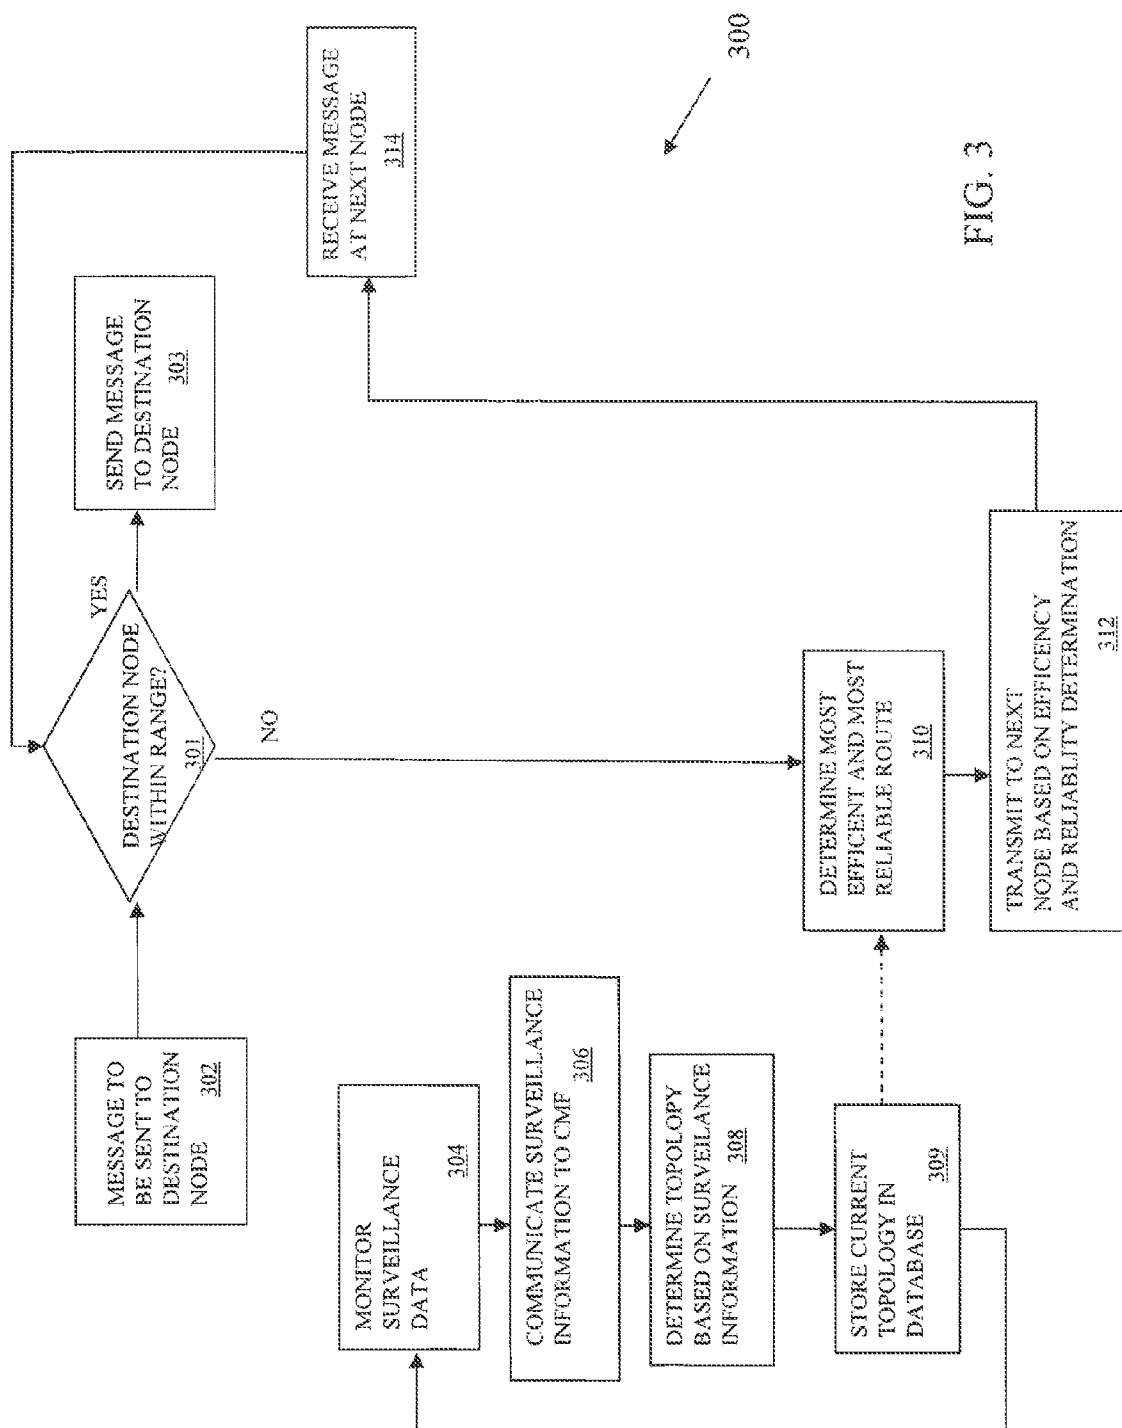 MESSAGE TO
BE SENT TO
DESTINATION
NODE
302
DESTINATION NODE
WITHIN RANGE?
301
YES
NO
SEND MESSAGE
TO DESTINATION
NODE
303
MONITOR
SURVEILLANCE
DATA
304
COMMUNICATE SURVEILLANCE
INFORMATION TO CMF
306
DETERMINE TOPOLOPY
BASED ON SURVEILANCE
INFORMATION
308
STORE CURRENT
TOPOLOGY IN
DATABASE
309
DETERMINE MOST
EFFICENT AND MOST
RELIABLE ROUTE
310
TRANSMIT TO NEXT
NODE BASED ON EFFICENCY
AND RELIABLITY DETERMINATION
312
RECEIVE MESSAGE
AT NEXT NODE
314
300
FIG. 3